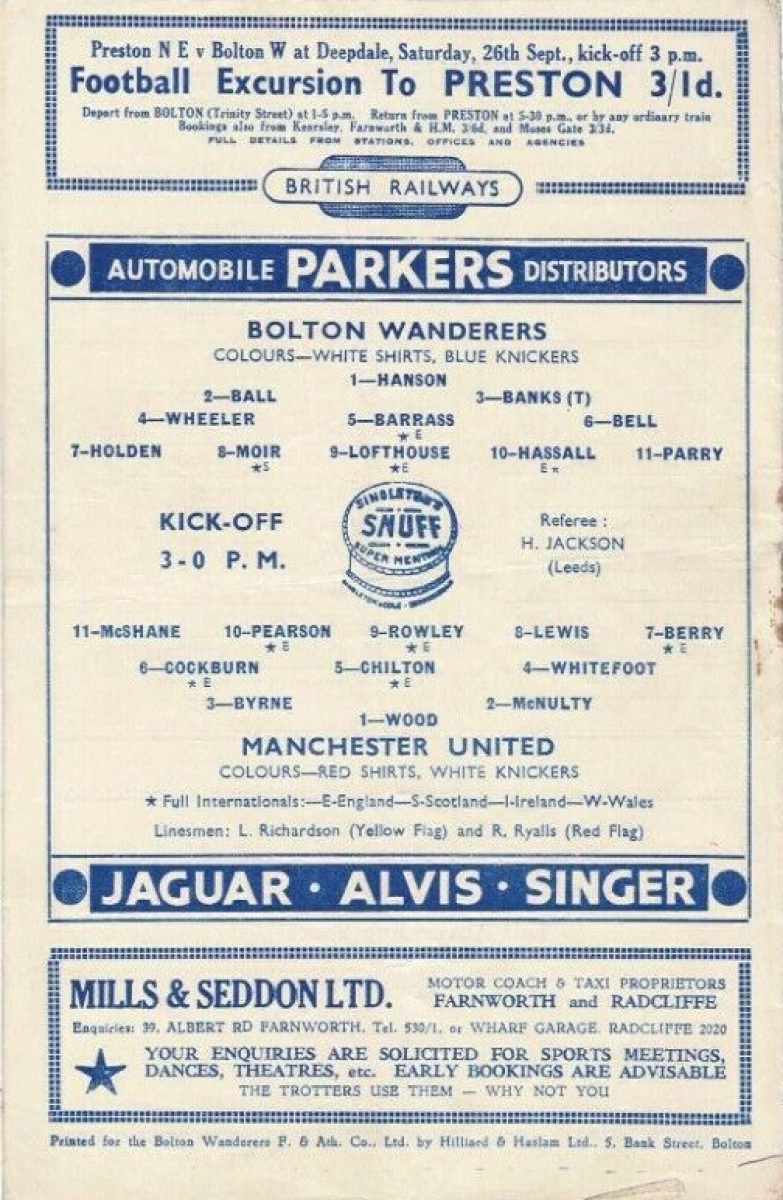 Preston N E v Bolton W at Deepdale, Saturday, 26th Sept., kick-off 3 p.m.
Football Excursion To PRESTON 3/1d.
Depart from BOLTON (Trinity Street) at 1-5 p.m. Return from PRESTON at 5-30 p.m., or by any ordinary train
Bookings also from Kearsley, Farnworth & H.M. 3/6d, and Moses Gate 3/3d.
FULL DETAILS FROM STATIONS, OFFICES AND AGENCIES
BRITISH RAILWAYS
AUTOMOBILE PARKERS DISTRIBUTORS
BOLTON WANDERERS
COLOURS—WHITE SHIRTS, BLUE KNICKERS
1—HANSON
2—BALL 3—BANKS (T)
4—WHEELER 5—BARRASS 6—BELL
★ E
7-HOLDEN 8-MOIR 9-LOFTHOUSE 10-HASSALL 11-PARRY
★S ★E E★
KICK-OFF
3-0 P. M.
SINGLETON'S
SNUFF
SUPER MENTHOL
Referee :
H. JACKSON
(Leeds)
11-McSHANE 10-PEARSON 9-ROWLEY 8-LEWIS 7-BERRY
★ E ★ E ★ E
6—COCKBURN 5-CHILTON 4—WHITEFOOT
★ E ★ E
3—BYRNE 2—McNULTY
1—WOOD
MANCHESTER UNITED
COLOURS—RED SHIRTS, WHITE KNICKERS
★ Full Internationals:—E-England—S-Scotland—I-Ireland—W-Wales
Linesmen: L. Richardson (Yellow Flag) and R. Ryalls (Red Flag)
JAGUAR · ALVIS · SINGER
MILLS & SEDDON LTD.
MOTOR COACH & TAXI PROPRIETORS
FARNWORTH and RADCLIFFE
Enquiries: 39, ALBERT RD FARNWORTH. Tel. 530/1, or WHARF GARAGE, RADCLIFFE 2020
YOUR ENQUIRIES ARE SOLICITED FOR SPORTS MEETINGS,
DANCES, THEATRES, etc. EARLY BOOKINGS ARE ADVISABLE
THE TROTTERS USE THEM — WHY NOT YOU
Printed for the Bolton Wanderers F. & Ath. Co., Ltd. by Hilliard & Haslam Ltd., 5, Bank Street, Bolton